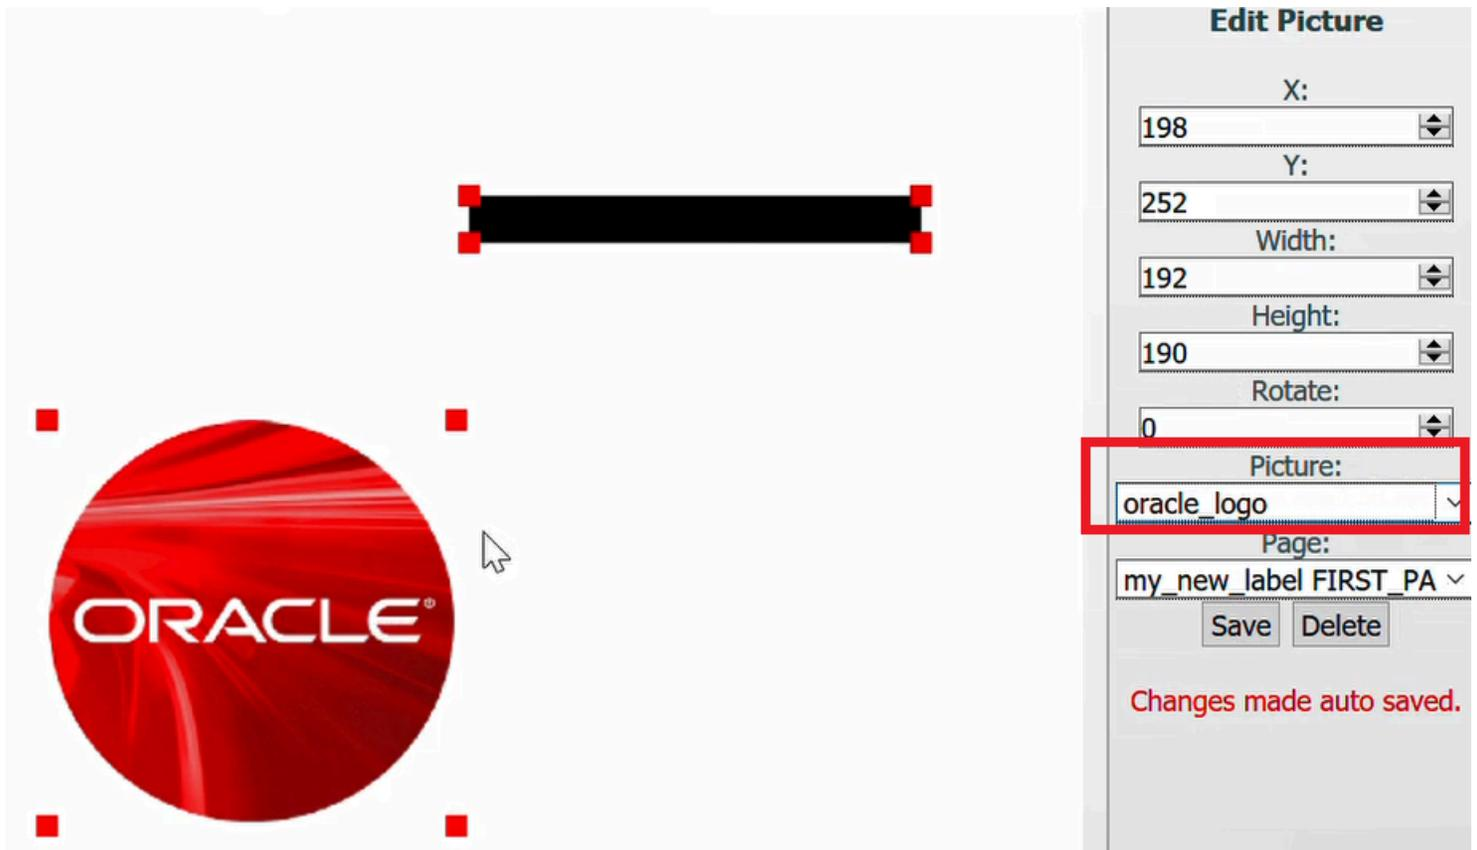 Edit Picture
X:
198
Y:
252
Width:
192
Height:
190
Rotate:
0
Picture:
oracle_logo
Page:
my_new_label FIRST_PA
Save Delete
Changes made auto saved.
ORACLE®